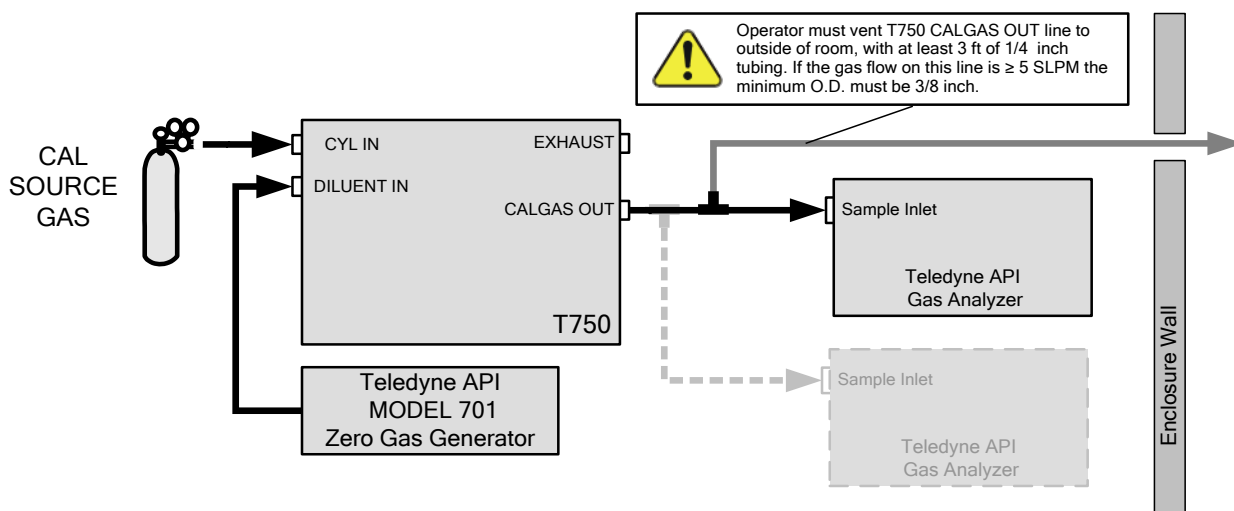 Operator must vent T750 CALGAS OUT line to
outside of room, with at least 3 ft of 1/4 inch
tubing. If the gas flow on this line is ≥ 5 SLPM the
minimum O.D. must be 3/8 inch.
CAL
SOURCE
GAS
CYL IN
DILUENT IN
EXHAUST
CALGAS OUT
T750
Teledyne API
MODEL 701
Zero Gas Generator
Sample Inlet
Teledyne API
Gas Analyzer
Sample Inlet
Teledyne API
Gas Analyzer
Enclosure Wall